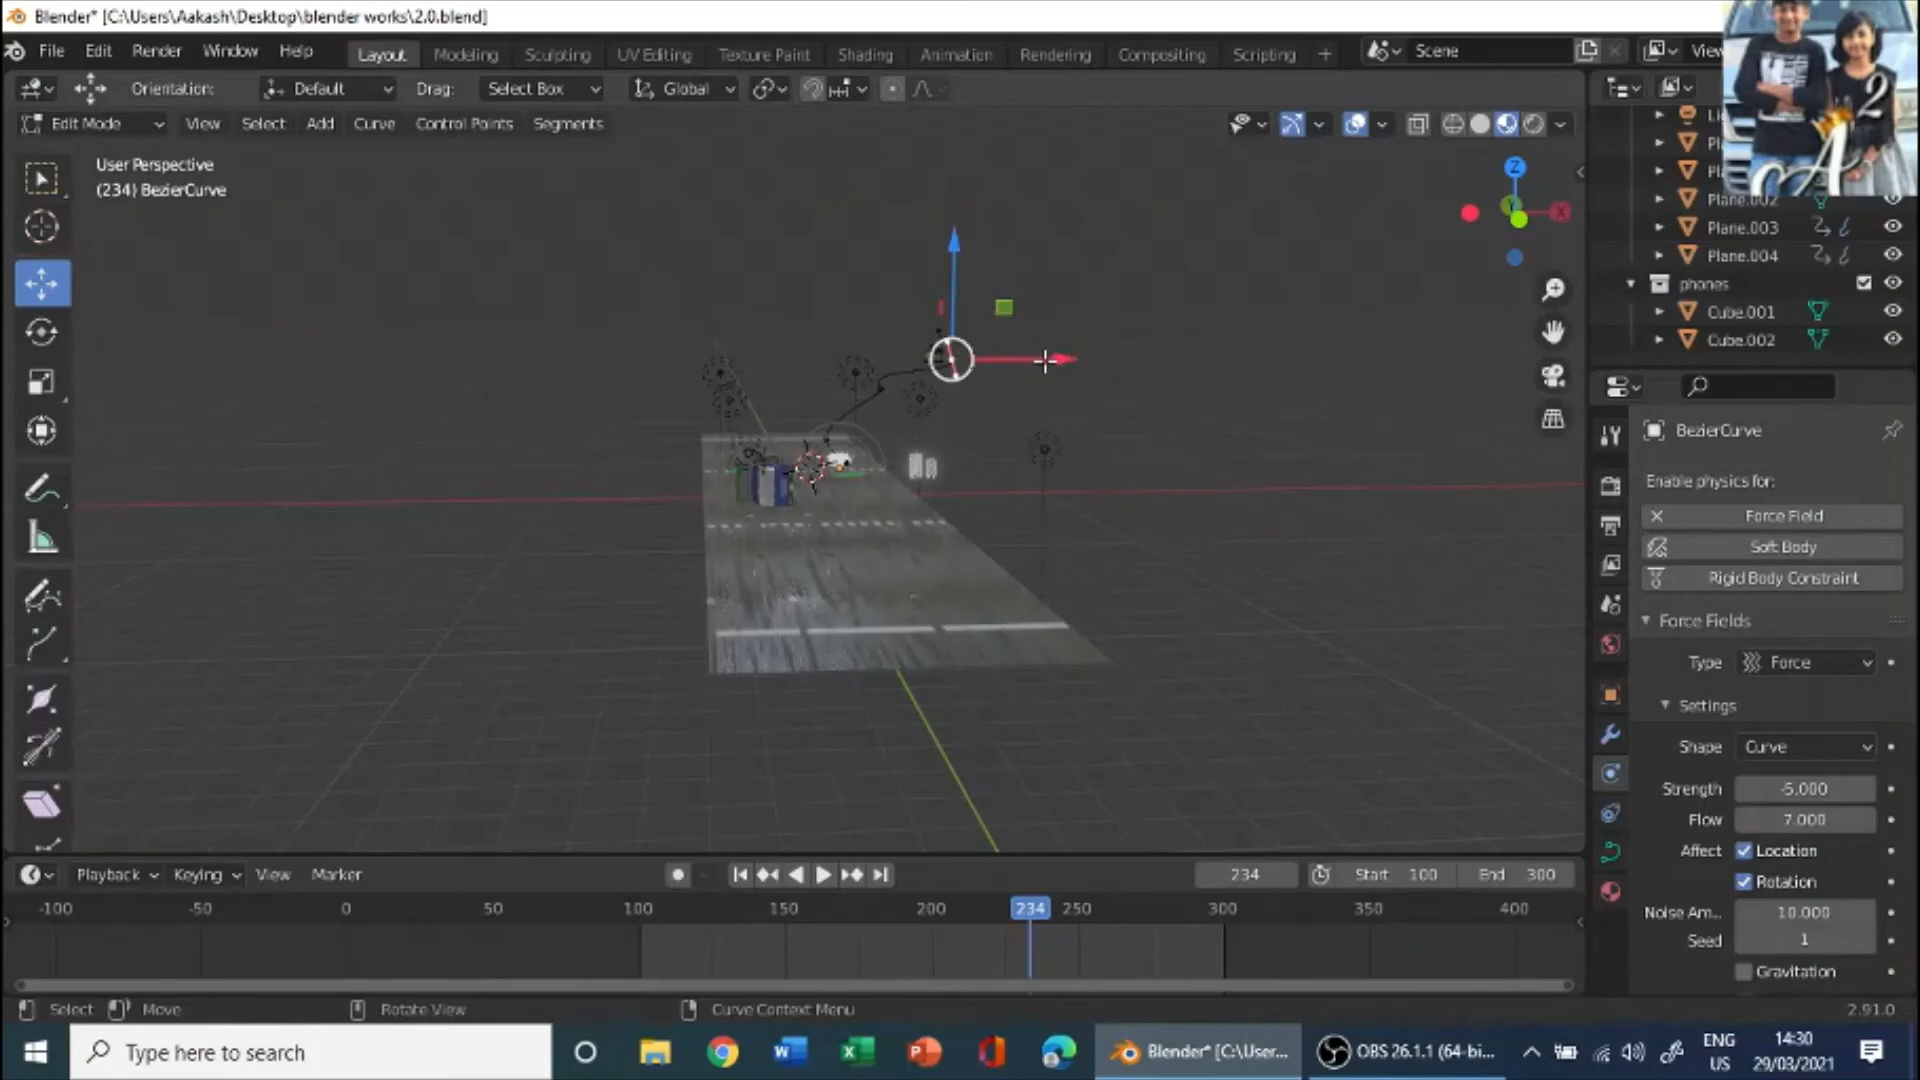 Blender* [C:\Users\Aakash\Desktop\blender works\2.0.blend]
File Edit Render Window Help Layout Modeling Sculpting UV Editing Texture Paint Shading Animation Rendering Compositing Scripting + Scene
Orientation: Default Drag: Select Box Global
Edit Mode View Select Add Curve Control Points Segments
User Perspective
(234) BezierCurve
Z
X
2
A
Plane.002
Plane.003
Plane.004
phones
Cube.001
Cube.002
BezierCurve
Enable physics for:
Force Field
Soft Body
Rigid Body Constraint
Force Fields
Type Force
Settings
Shape Curve
Strength -5.000
Flow 7.000
Affect Location
Rotation
Noise Am... 10.000
Seed 1
Gravitation
Playback Keying View Marker 234 Start 100 End 300
-100 -50 0 50 100 150 200 234 250 300 350 400
Select Move Rotate View Curve Context Menu 2.91.0
Type here to search Blender* [C:\User... OBS 26.1.1 (64-bi... ENG US 14:30 29/03/2021